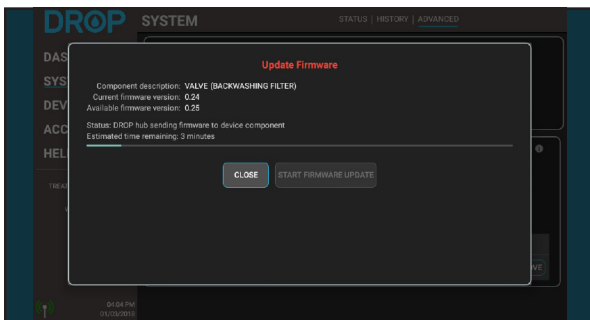 DROP SYSTEM STATUS | HISTORY | ADVANCED
DAS
SYS
DEV
ACC
HEL
TREAT
Update Firmware
Component description: VALVE (BACKWASHING FILTER)
Current firmware version: 0.24
Available firmware version: 0.25
Status: DROP hub sending firmware to device component
Estimated time remaining: 3 minutes
CLOSE START FIRMWARE UPDATE
VE
04:04 PM
01/03/2019